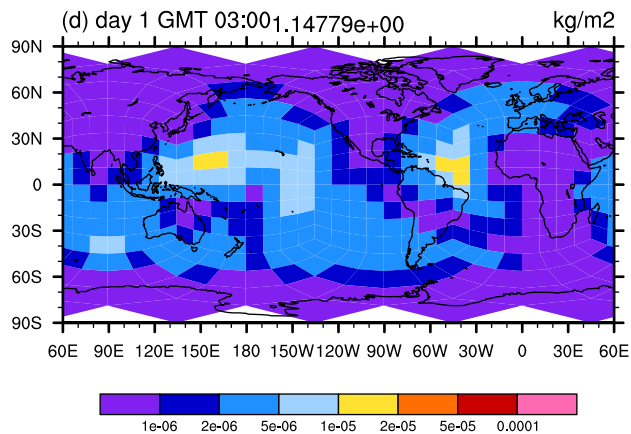 (d) day 1 GMT 03:00 1.14779e+00 kg/m2
90N
60N
30N
0
30S
60S
90S
60E 90E 120E 150E 180 150W 120W 90W 60W 30W 0 30E 60E
1e-06 2e-06 5e-06 1e-05 2e-05 5e-05 0.0001